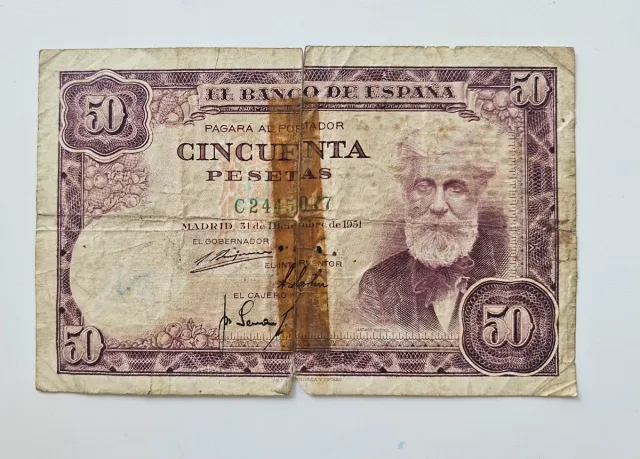 50
50
EL BANCO DE ESPAÑA
PAGARA AL PORTADOR
CINCUENTA
PESETAS
C2445017
MADRID, 31 de Diciembre de 1951
EL GOBERNADOR
EL INTERVENTOR
EL CAJERO
50
50